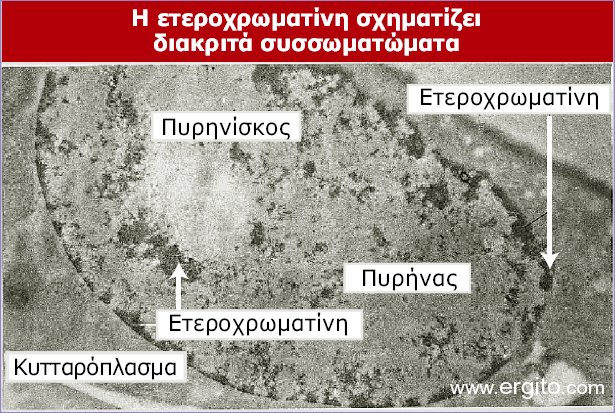 Η ετεροχρωματίνη σχηματίζει
διακριτά συσσωματώματα
Ετεροχρωματίνη
Πυρηνίσκος
Πυρήνας
Ετεροχρωματίνη
Κυτταρόπλασμα
www.ergito.com